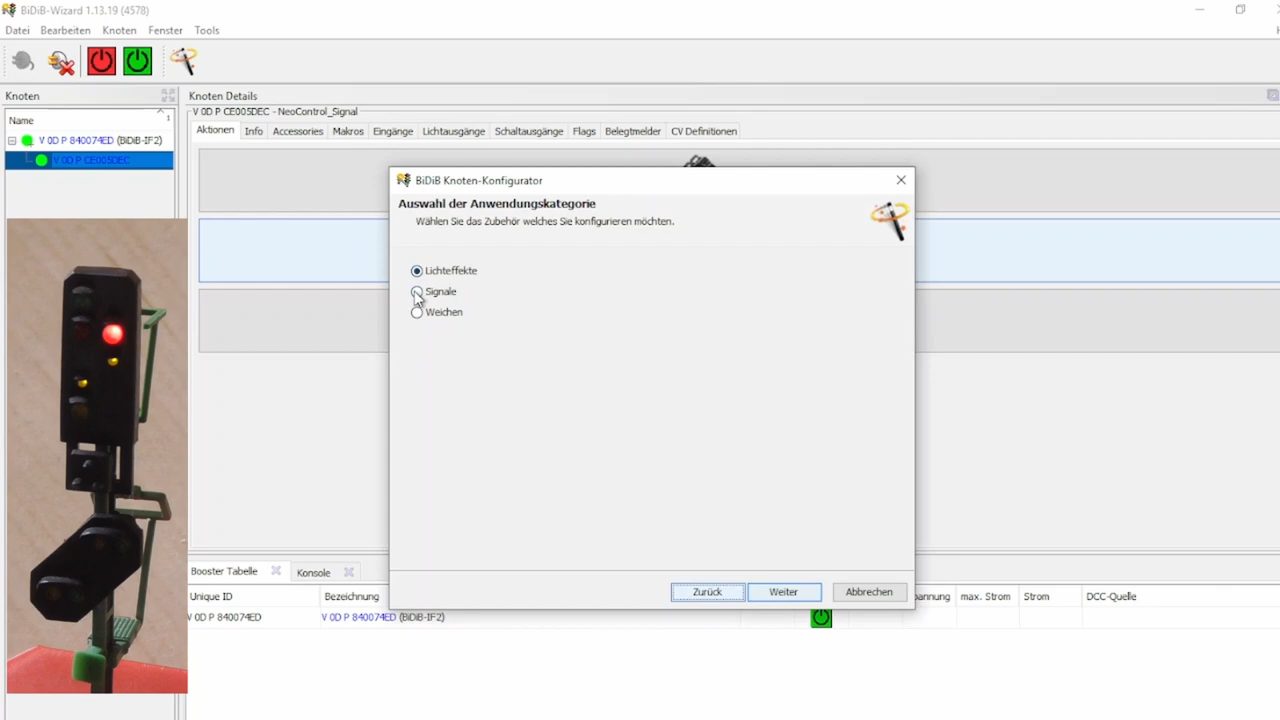 BiDiB-Wizard 1.13.19 (4578)
Datei Bearbeiten Knoten Fenster Tools
Knoten
Name
1
V 0D P 840074ED (BiDiB-IF2)
V 0D P CE005DEC
Knoten Details
V 0D P CE005DEC - NeoControl_Signal
Aktionen Info Accessories Makros Eingänge Lichtausgänge Schaltausgänge Flags Belegtmelder CV Definitionen
BiDiB Knoten-Konfigurator
Auswahl der Anwendungskategorie
Wählen Sie das Zubehör welches Sie konfigurieren möchten.
Lichteffekte
Signale
Weichen
Zurück Weiter Abbrechen
Booster Tabelle Konsole
Unique ID Bezeichnung pannung max. Strom Strom DCC-Quelle
V 0D P 840074ED V 0D P 840074ED (BiDiB-IF2)